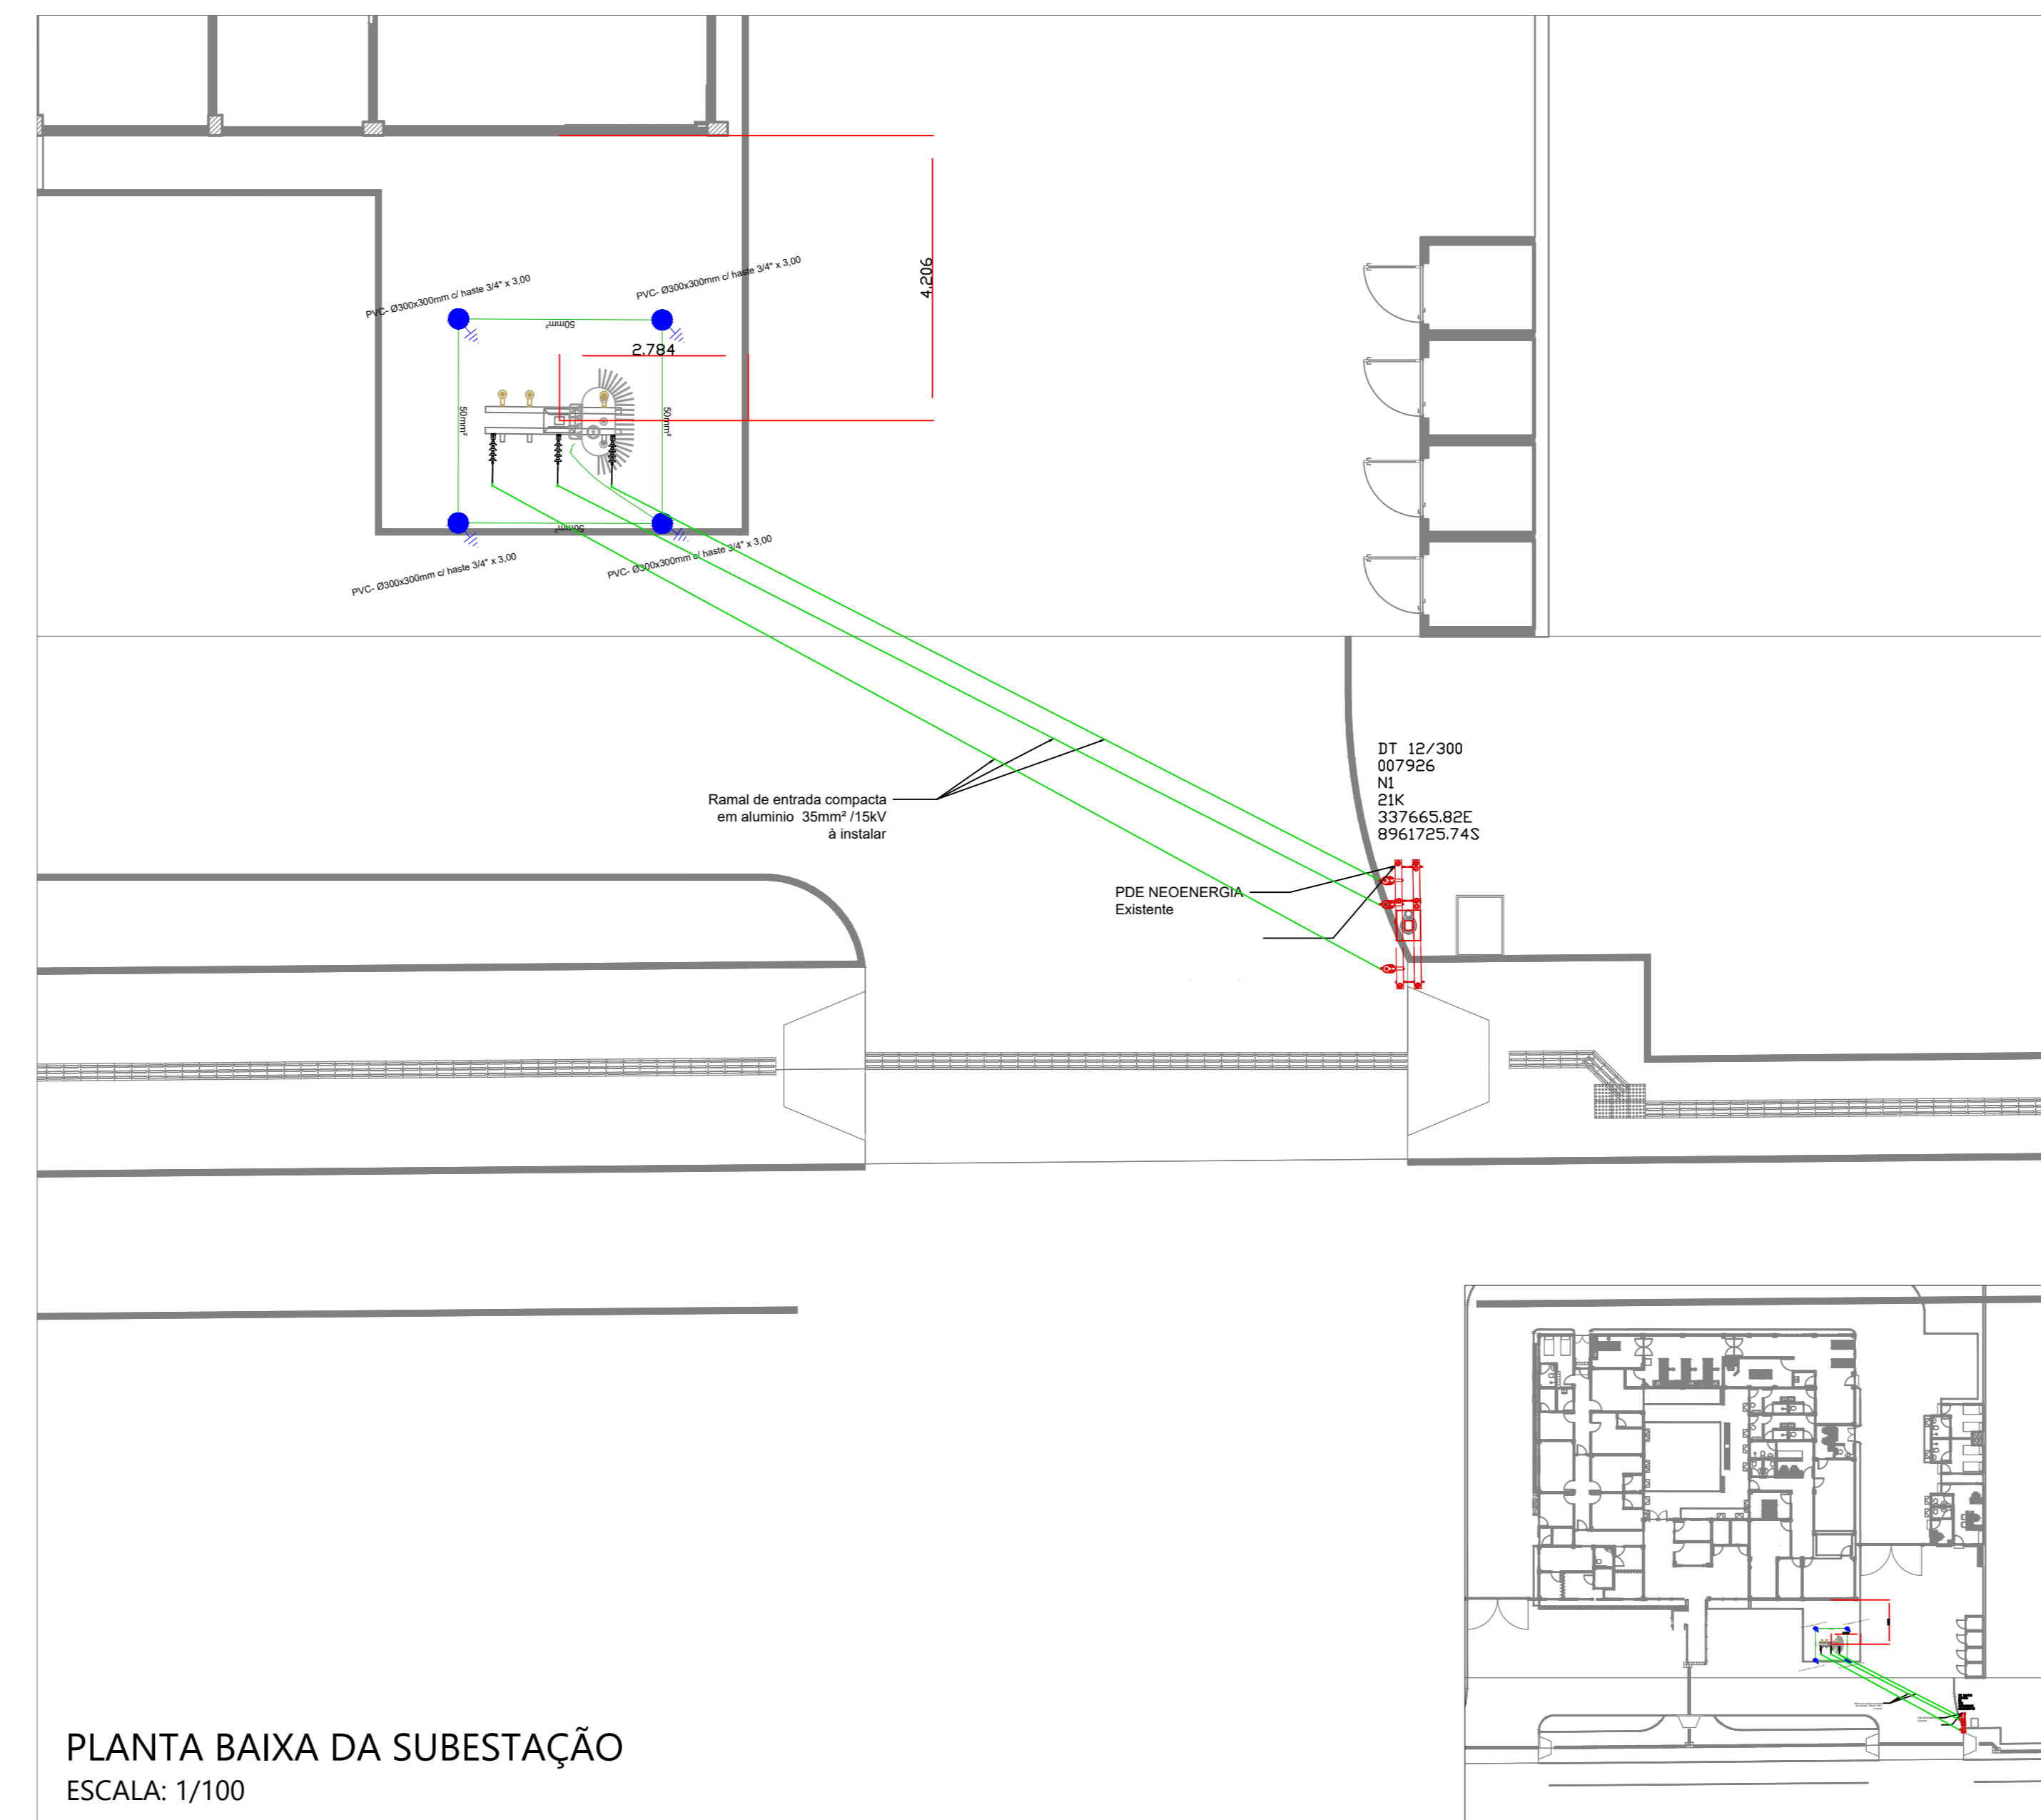 PVC- Ø300x300mm c/ haste 3/4" x 3,00
PVC- Ø300x300mm c/ haste 3/4" x 3,00
50mm²
2.784
4.206
50mm²
50mm²
50mm²
PVC- Ø300x300mm c/ haste 3/4" x 3,00
PVC- Ø300x300mm c/ haste 3/4" x 3,00
DT 12/300
007926
N1
21K
337665.82E
8961725.74S
Ramal de entrada compacta
em aluminio 35mm² /15kV
à instalar
PDE NEOENERGIA
Existente
PLANTA BAIXA DA SUBESTAÇÃO
ESCALA: 1/100